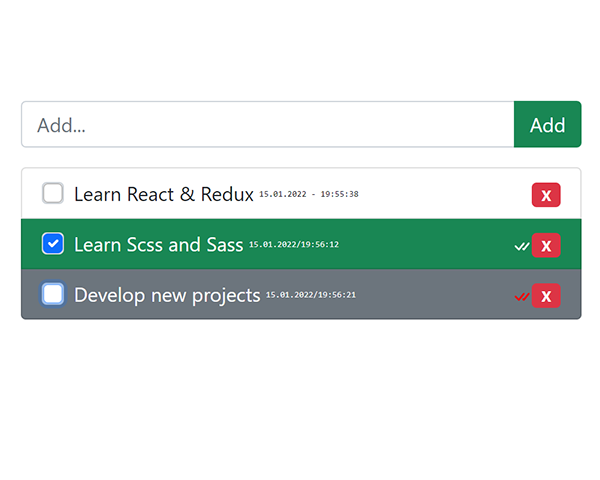 Add... Add
Learn React & Redux 15.01.2022 - 19:55:38 X
Learn Scss and Sass 15.01.2022/19:56:12 X
Develop new projects 15.01.2022/19:56:21 X